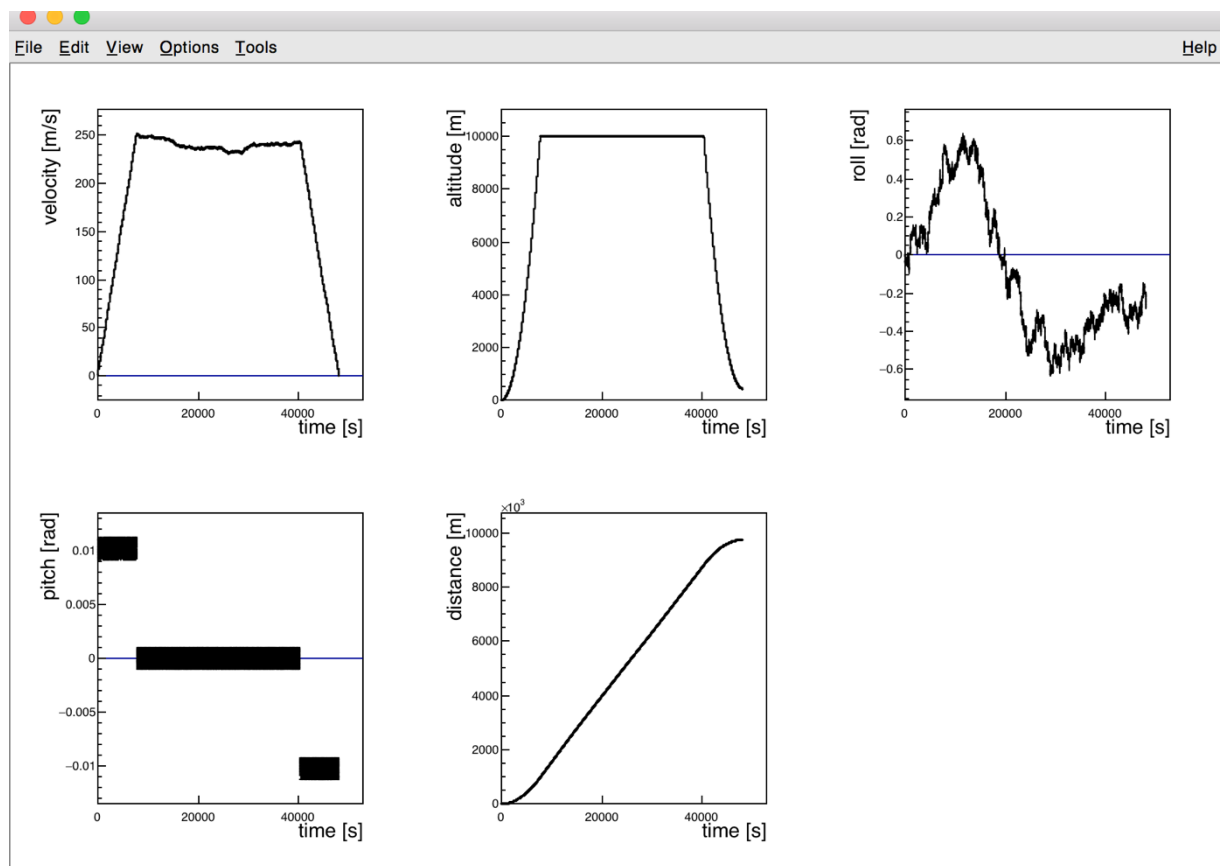 File Edit View Options Tools Help
velocity [m/s]
250
200
150
100
50
0
0 20000 40000
time [s]
altitude [m]
10000
8000
6000
4000
2000
0
0 20000 40000
time [s]
roll [rad]
0.6
0.4
0.2
0
−0.2
−0.4
−0.6
0 20000 40000
time [s]
pitch [rad]
0.01
0.005
0
−0.005
−0.01
0 20000 40000
time [s]
×10³
distance [m]
10000
8000
6000
4000
2000
0
0 20000 40000
time [s]